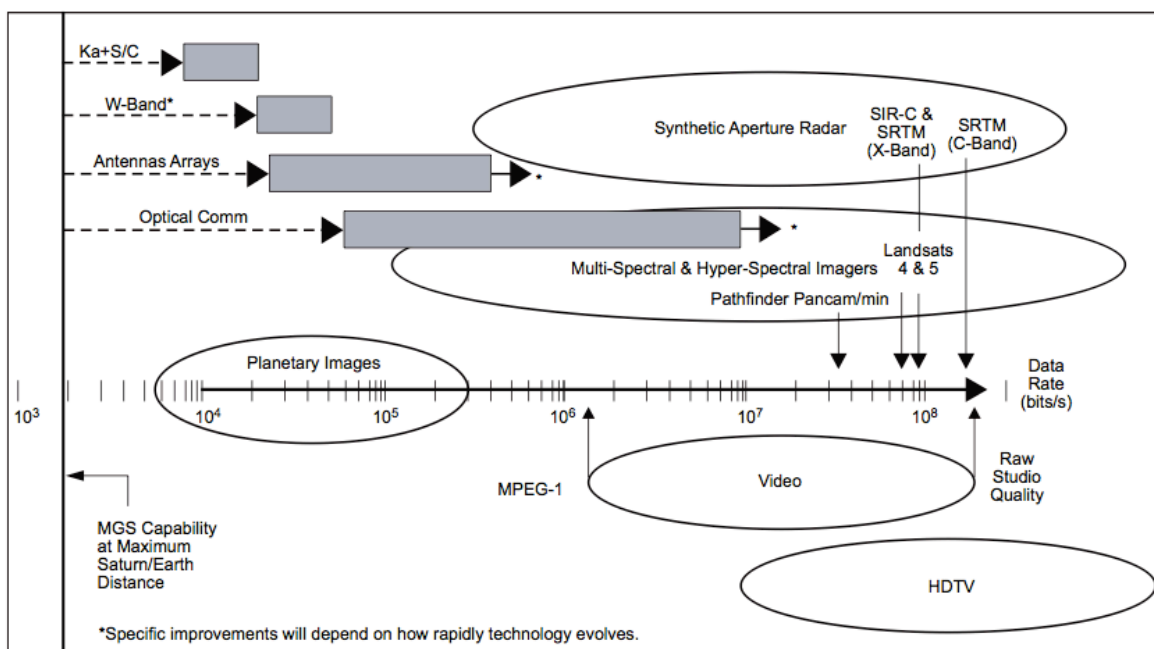 Ka+S/C
W-Band*
Antennas Arrays
*
Optical Comm
*
Synthetic Aperture Radar
SIR-C &
SRTM
(X-Band)
SRTM
(C-Band)
Multi-Spectral & Hyper-Spectral Imagers
Landsats
4 & 5
Pathfinder Pancam/min
Planetary Images
Data
Rate
(bits/s)
10³
10⁴
10⁵
10⁶
10⁷
10⁸
MPEG-1
Video
Raw
Studio
Quality
MGS Capability
at Maximum
Saturn/Earth
Distance
HDTV
*Specific improvements will depend on how rapidly technology evolves.